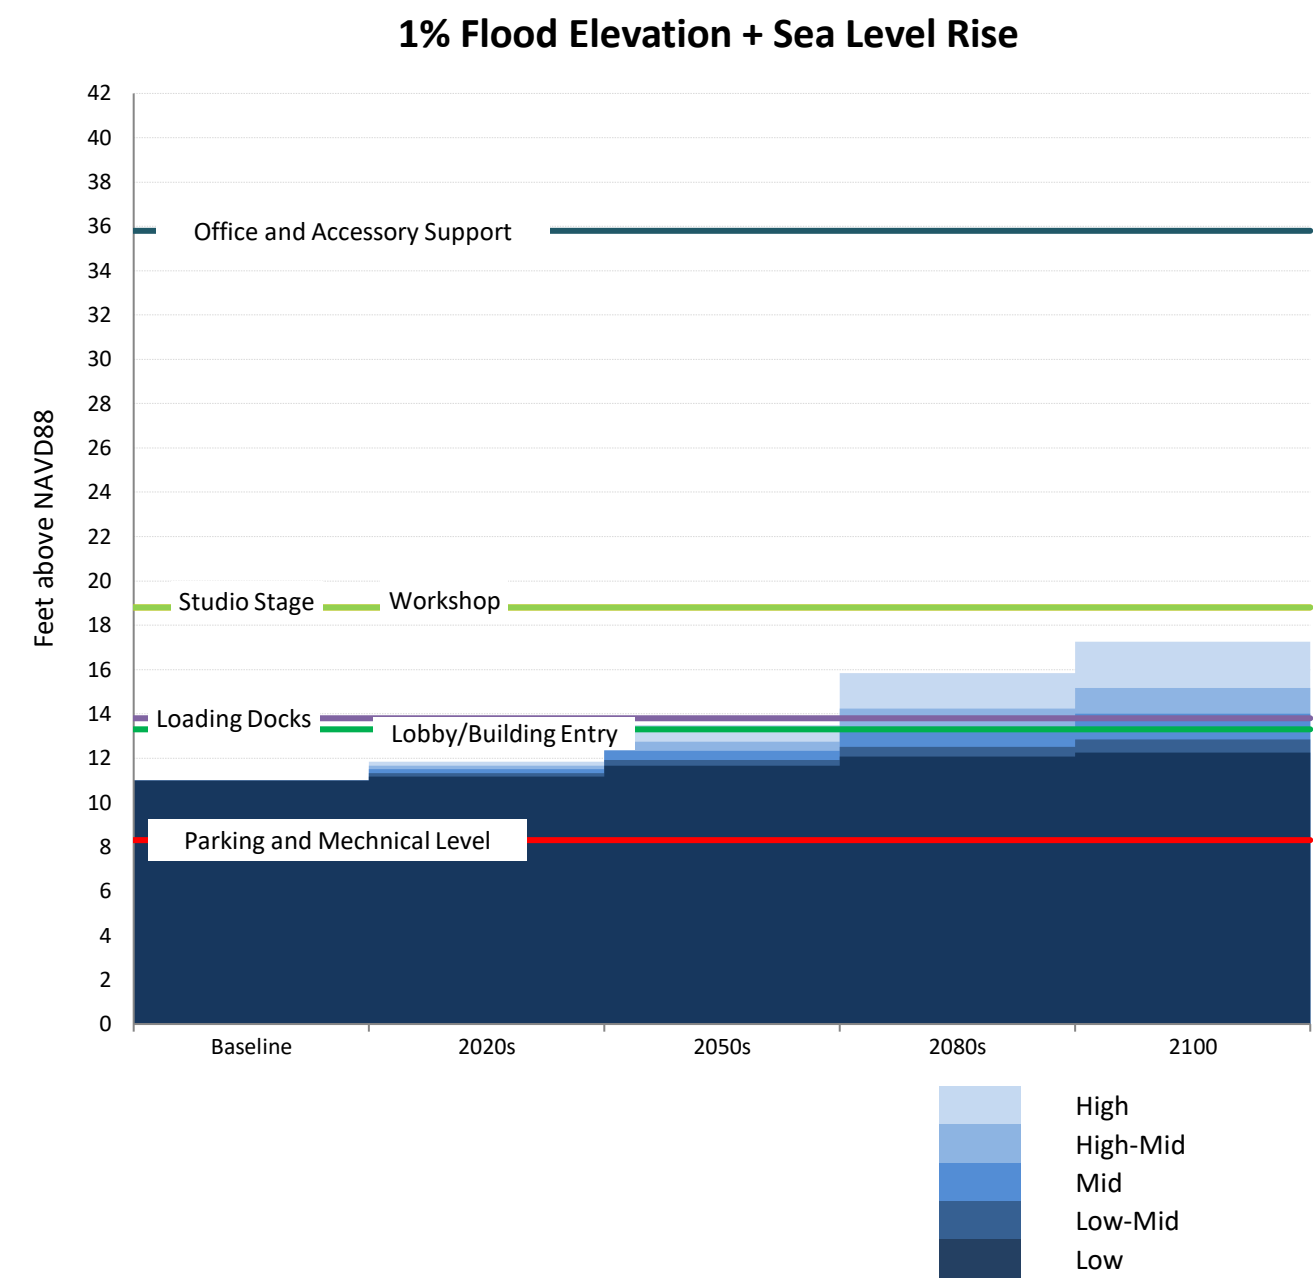 1% Flood Elevation + Sea Level Rise
Feet above NAVD88
42
40
38
36
34
32
30
28
26
24
22
20
18
16
14
12
10
8
6
4
2
0
Office and Accessory Support
Studio Stage
Workshop
Loading Docks
Lobby/Building Entry
Parking and Mechnical Level
Baseline
2020s
2050s
2080s
2100
High
High-Mid
Mid
Low-Mid
Low